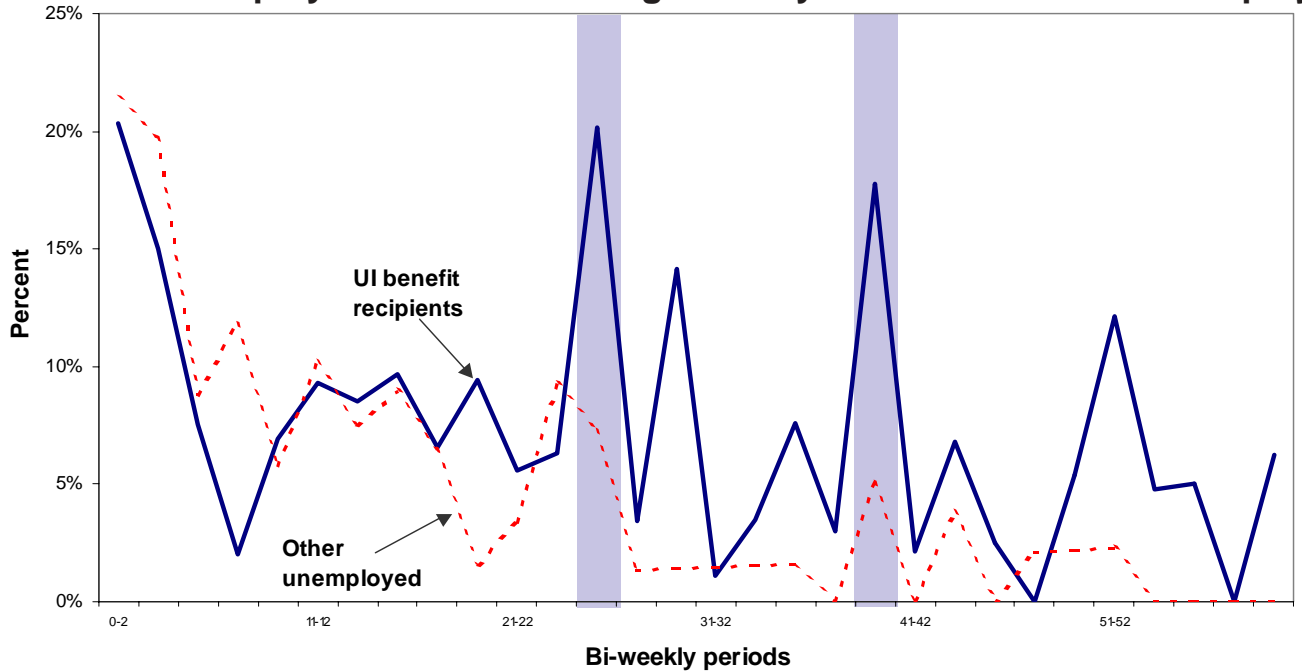 25%
20%
15%
10%
5%
0%
Percent
UI benefit
recipients
Other
unemployed
0-2
11-12
21-22
31-32
41-42
51-52
Bi-weekly periods